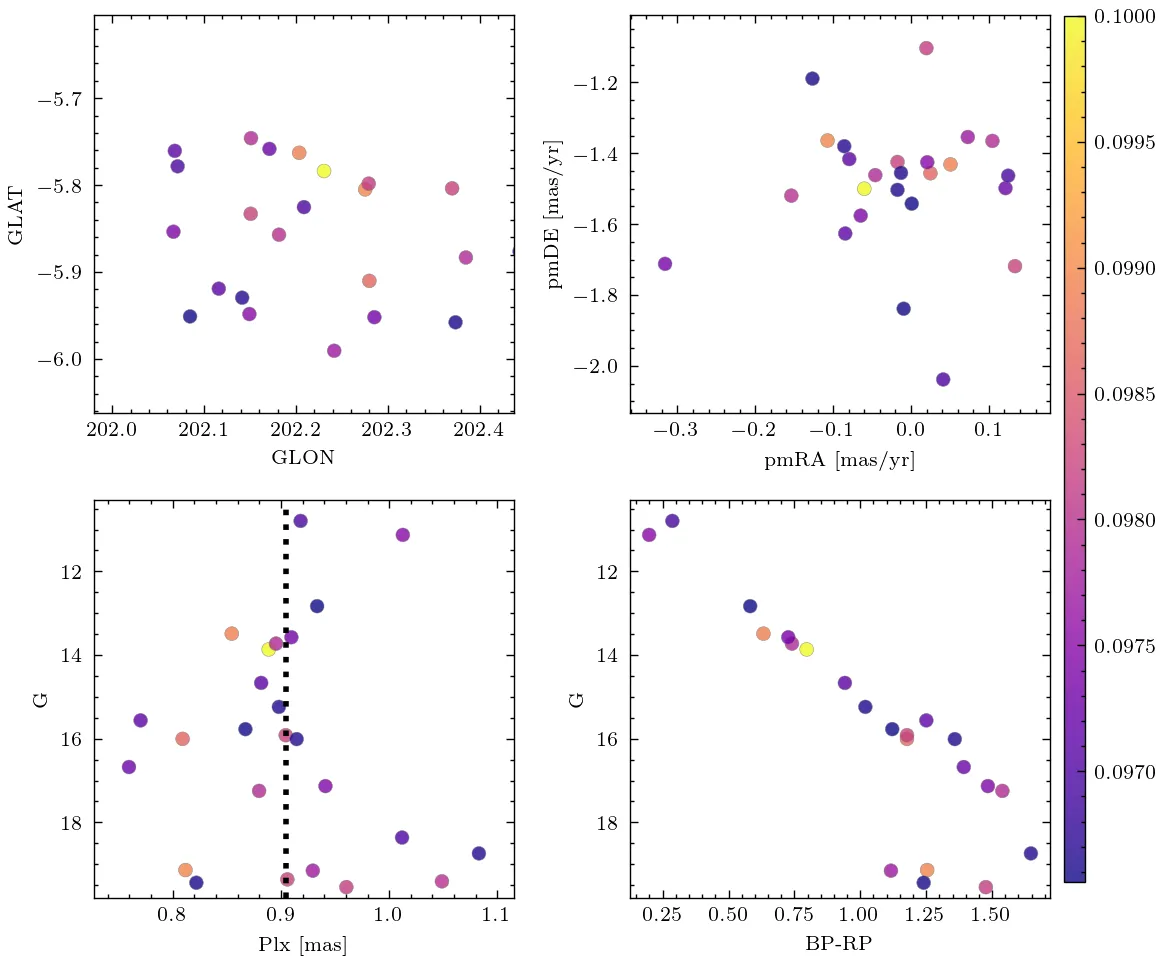 −5.7
−5.8
−5.9
−6.0
GLAT
202.0 202.1 202.2 202.3 202.4
GLON
−1.2
−1.4
−1.6
−1.8
−2.0
pmDE [mas/yr]
−0.3 −0.2 −0.1 0.0 0.1
pmRA [mas/yr]
0.1000
0.0995
0.0990
0.0985
0.0980
0.0975
0.0970
12
14
16
18
G
0.8 0.9 1.0 1.1
Plx [mas]
12
14
16
18
G
0.25 0.50 0.75 1.00 1.25 1.50
BP-RP